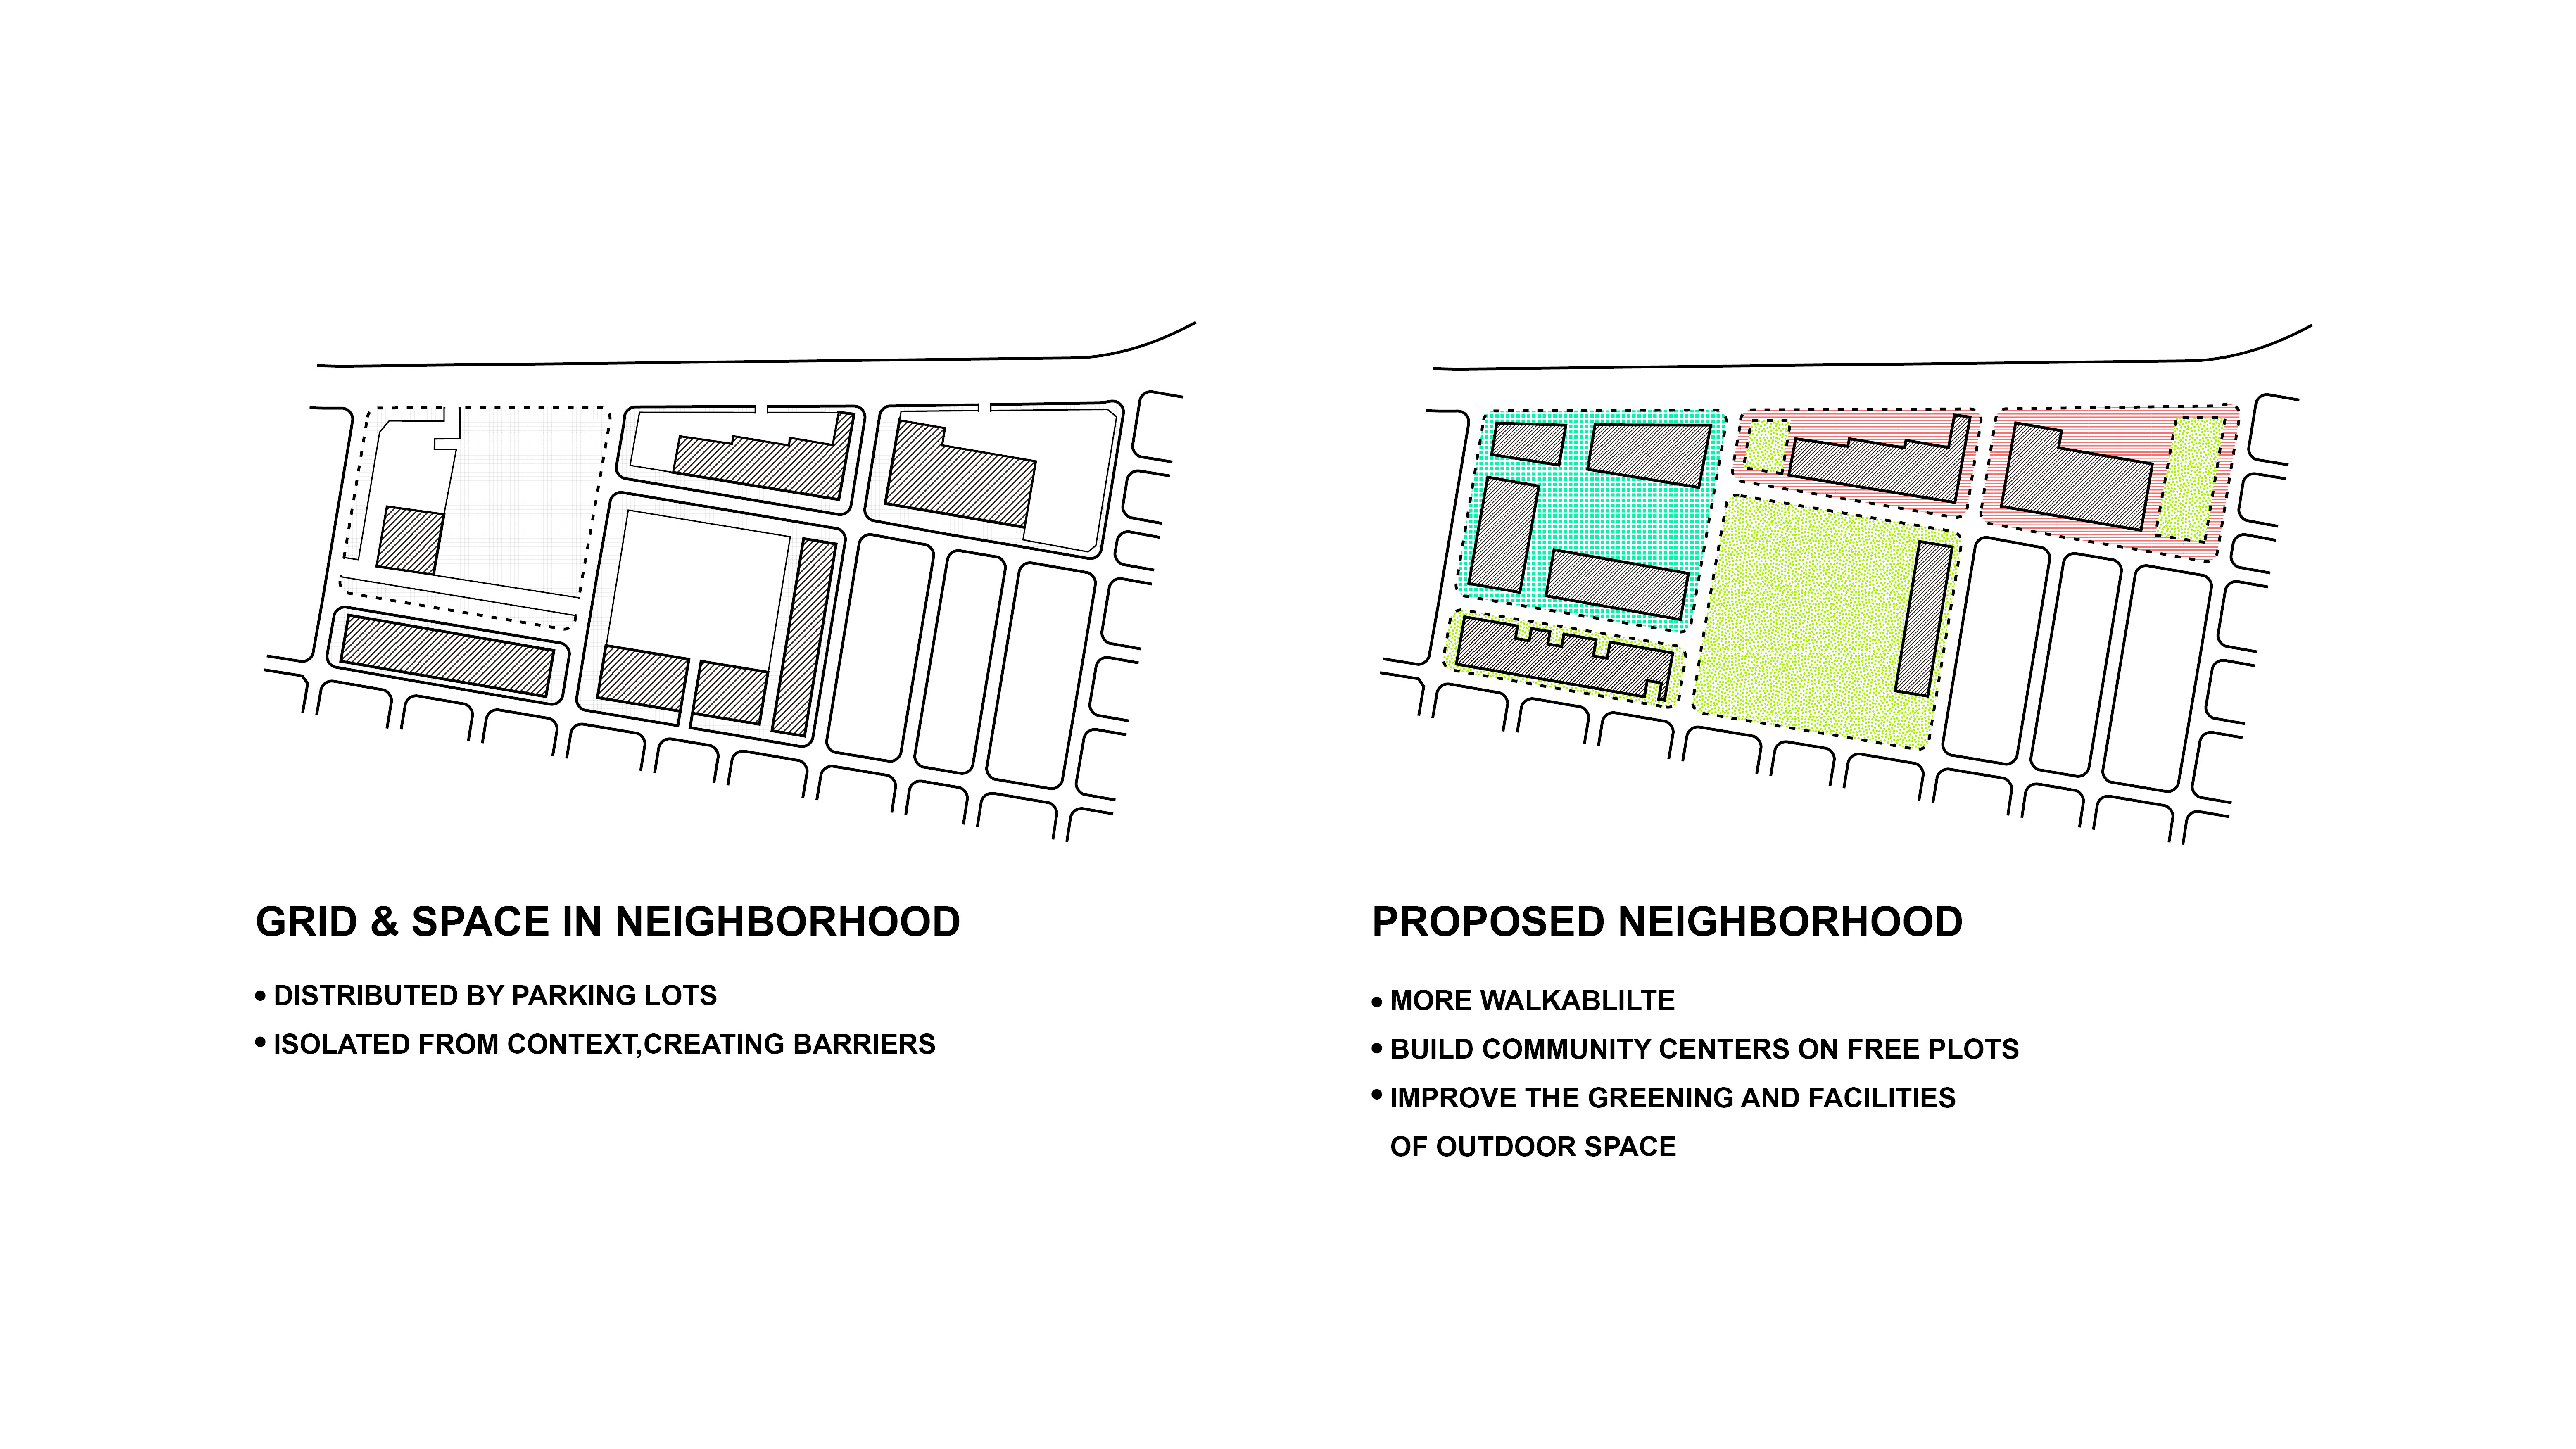 GRID & SPACE IN NEIGHBORHOOD
• DISTRIBUTED BY PARKING LOTS
• ISOLATED FROM CONTEXT,CREATING BARRIERS
PROPOSED NEIGHBORHOOD
• MORE WALKABLILTE
• BUILD COMMUNITY CENTERS ON FREE PLOTS
• IMPROVE THE GREENING AND FACILITIES
OF OUTDOOR SPACE